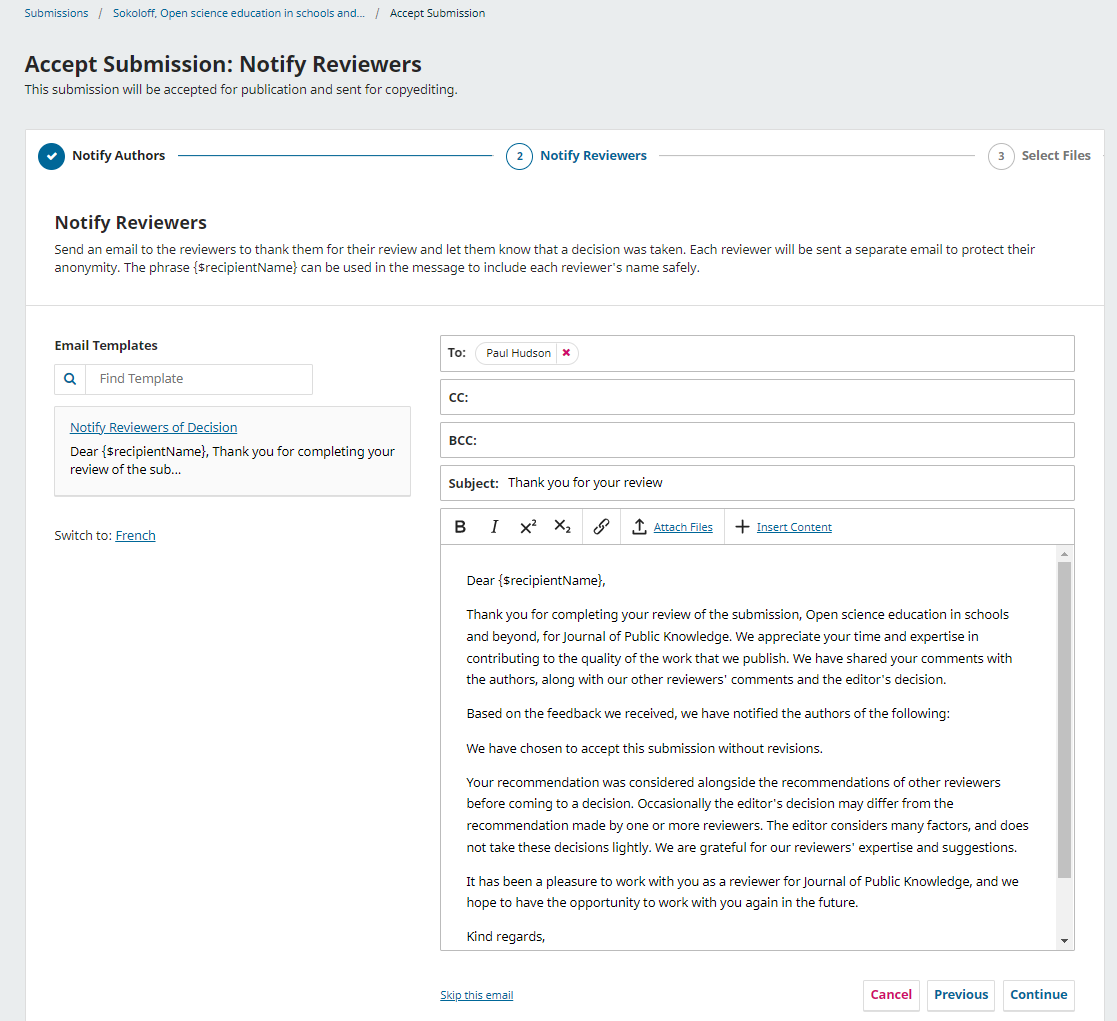 Submissions / Sokoloff, Open science education in schools and... / Accept Submission
Accept Submission: Notify Reviewers
This submission will be accepted for publication and sent for copyediting.
Notify Authors
2 Notify Reviewers
3 Select Files
Notify Reviewers
Send an email to the reviewers to thank them for their review and let them know that a decision was taken. Each reviewer will be sent a separate email to protect their
anonymity. The phrase {$recipientName} can be used in the message to include each reviewer's name safely.
Email Templates
Find Template
Notify Reviewers of Decision
Dear {$recipientName}, Thank you for completing your
review of the sub...
Switch to: French
To: Paul Hudson
CC:
BCC:
Subject: Thank you for your review
B I X² X₂ Attach Files Insert Content
Dear {$recipientName},
Thank you for completing your review of the submission, Open science education in schools
and beyond, for Journal of Public Knowledge. We appreciate your time and expertise in
contributing to the quality of the work that we publish. We have shared your comments with
the authors, along with our other reviewers' comments and the editor's decision.
Based on the feedback we received, we have notified the authors of the following:
We have chosen to accept this submission without revisions.
Your recommendation was considered alongside the recommendations of other reviewers
before coming to a decision. Occasionally the editor's decision may differ from the
recommendation made by one or more reviewers. The editor considers many factors, and does
not take these decisions lightly. We are grateful for our reviewers' expertise and suggestions.
It has been a pleasure to work with you as a reviewer for Journal of Public Knowledge, and we
hope to have the opportunity to work with you again in the future.
Kind regards,
Skip this email
Cancel
Previous
Continue